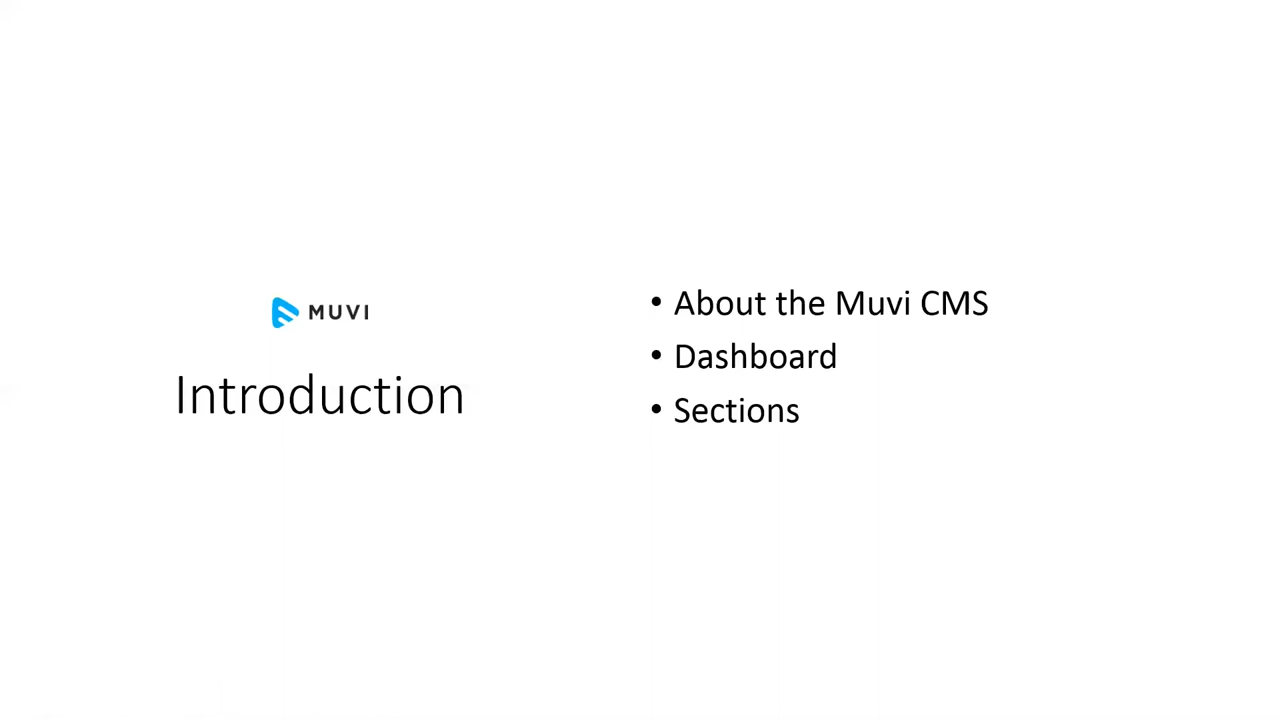 MUVI
Introduction
• About the Muvi CMS
• Dashboard
• Sections